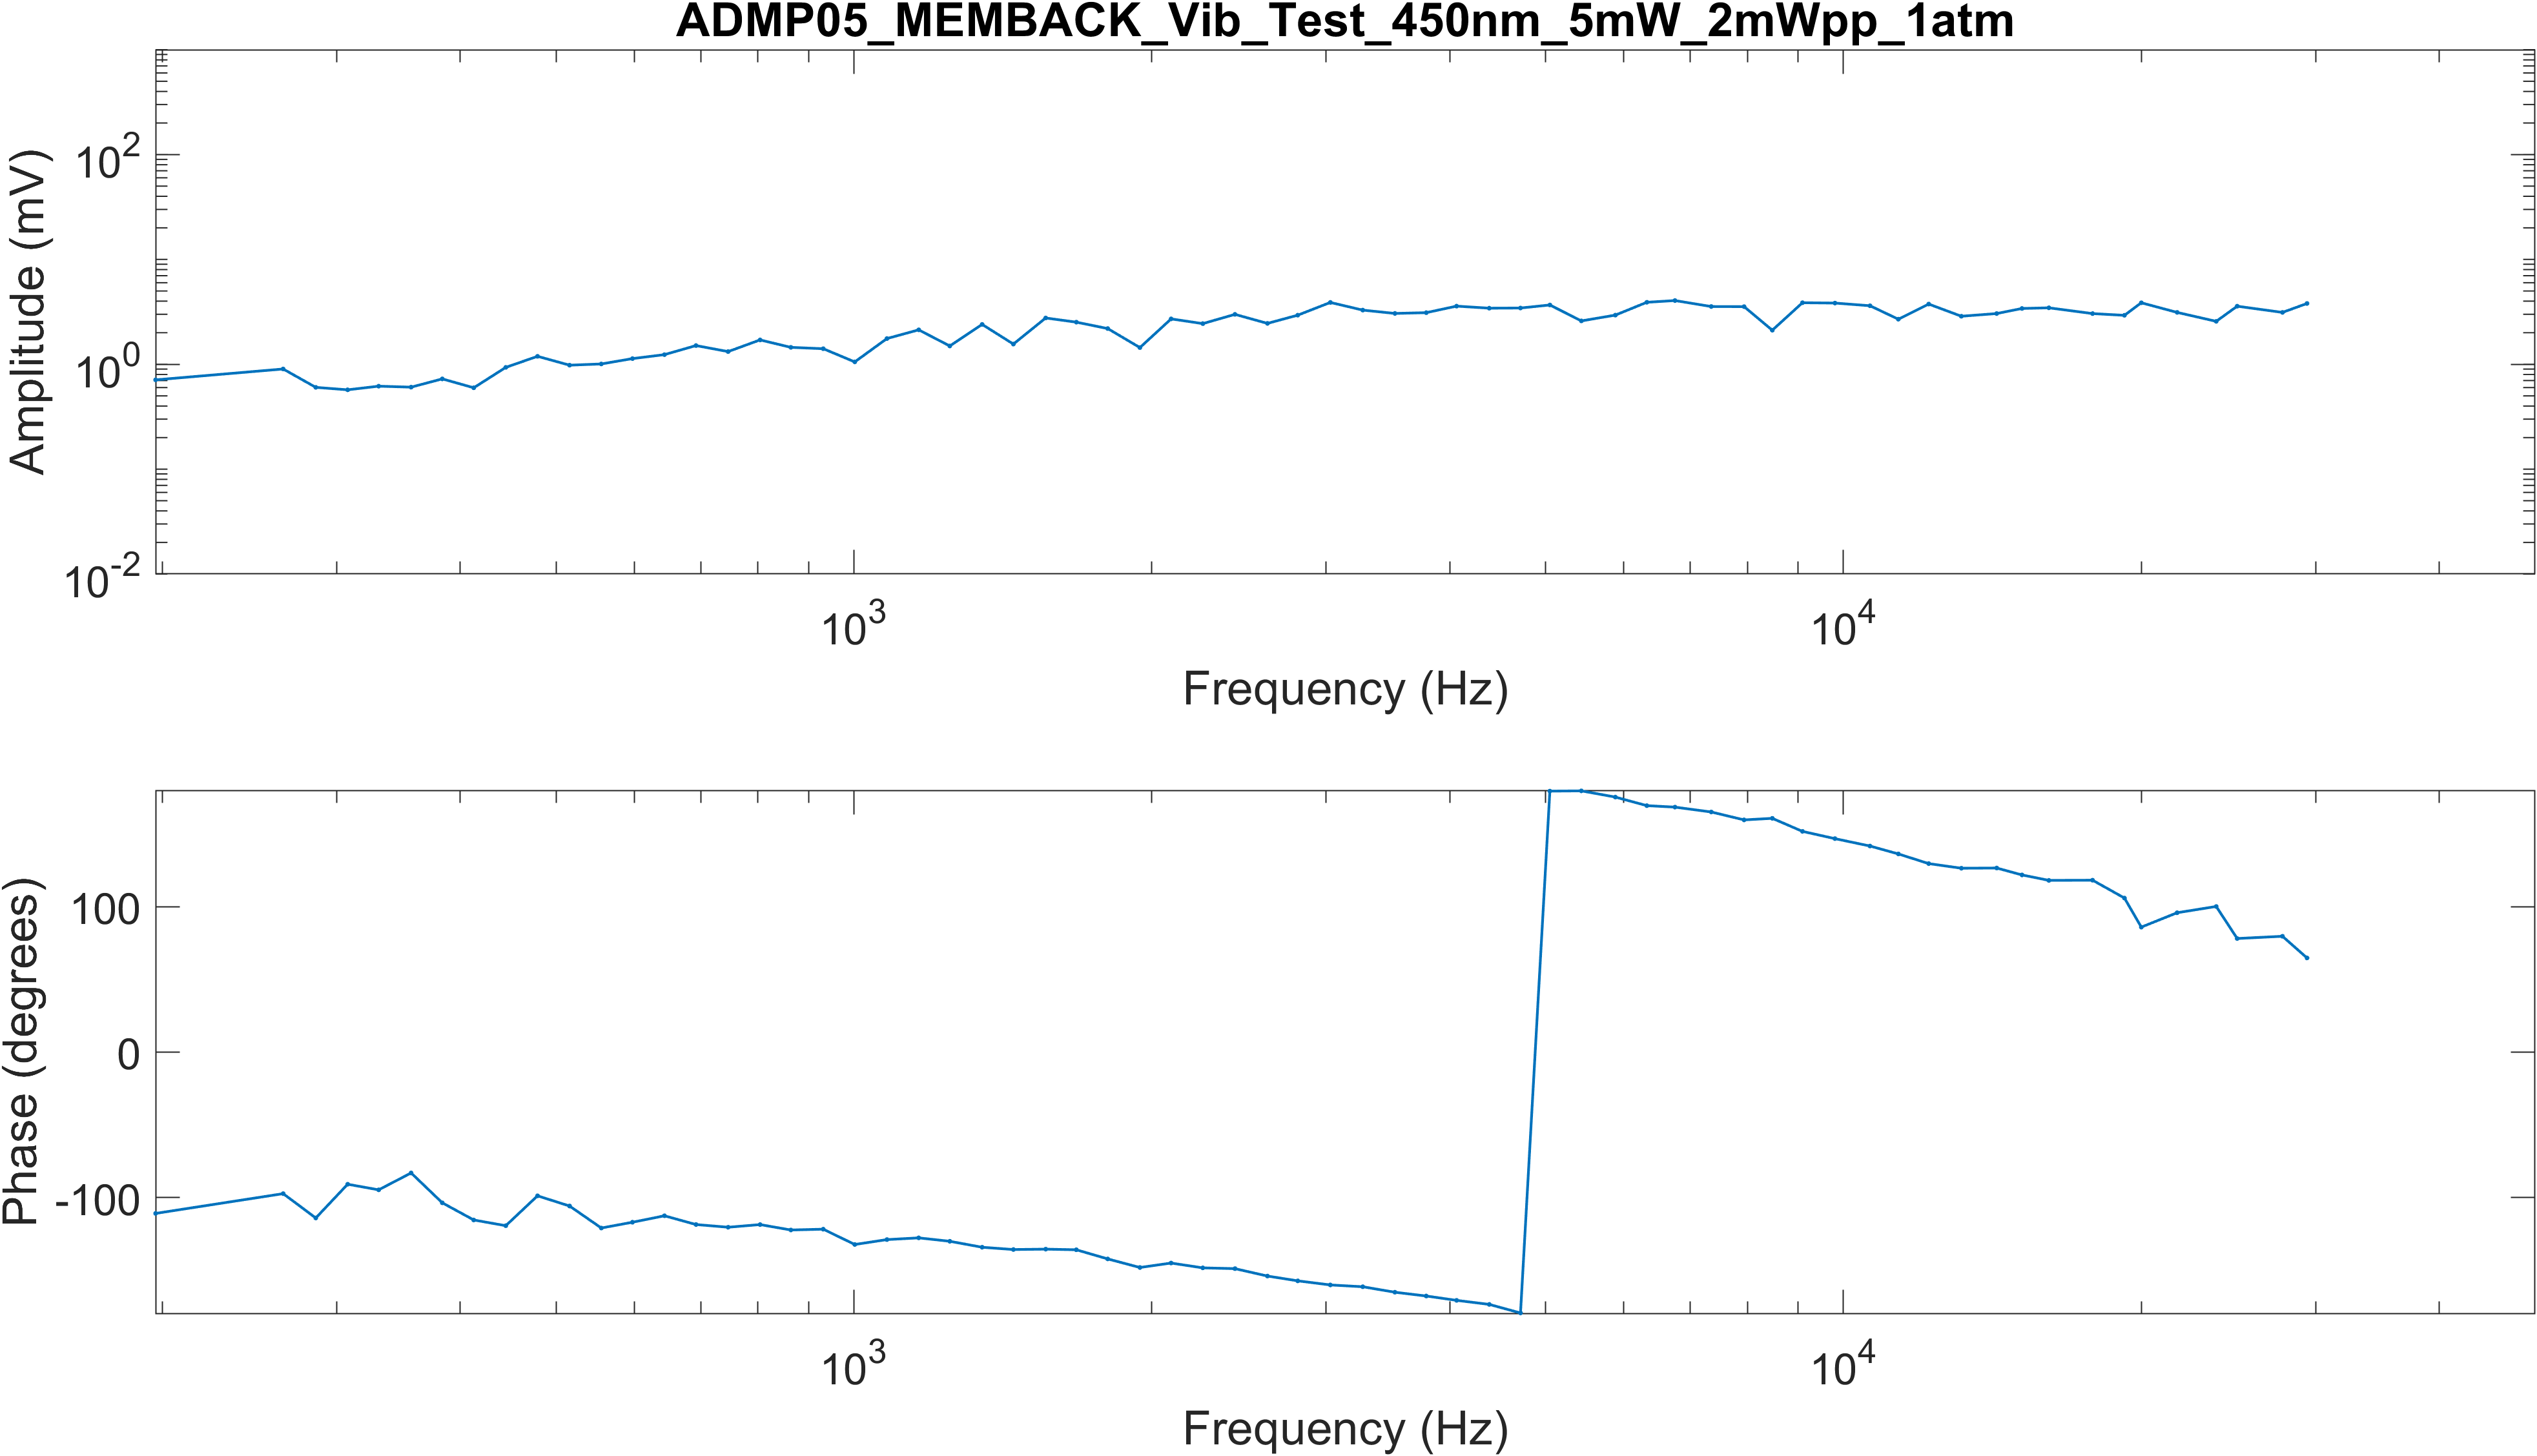 ADMP05_MEMBACK_Vib_Test_450nm_5mW_2mWpp_1atm
Amplitude (mV)
10^2
10^0
10^-2
10^3
10^4
Frequency (Hz)
Phase (degrees)
100
0
-100
10^3
10^4
Frequency (Hz)